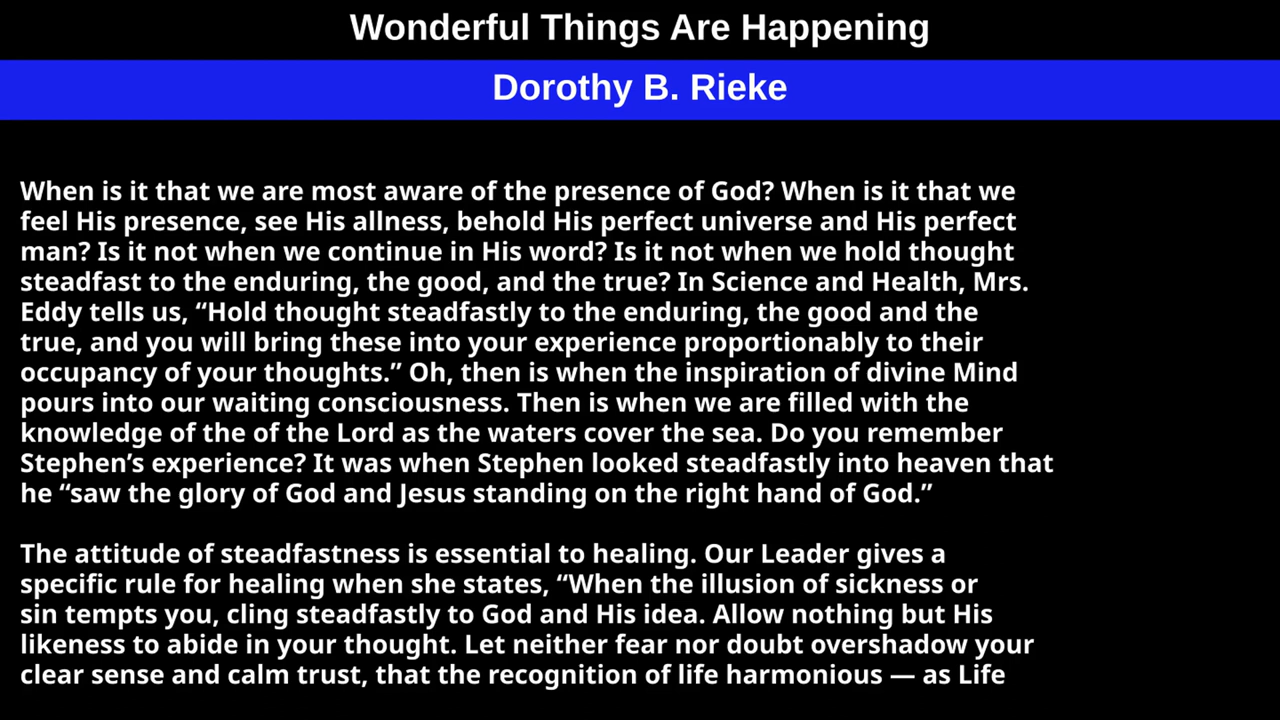 Wonderful Things Are Happening
Dorothy B. Rieke
When is it that we are most aware of the presence of God? When is it that we
feel His presence, see His allness, behold His perfect universe and His perfect
man? Is it not when we continue in His word? Is it not when we hold thought
steadfast to the enduring, the good, and the true? In Science and Health, Mrs.
Eddy tells us, “Hold thought steadfastly to the enduring, the good and the
true, and you will bring these into your experience proportionably to their
occupancy of your thoughts.” Oh, then is when the inspiration of divine Mind
pours into our waiting consciousness. Then is when we are filled with the
knowledge of the of the Lord as the waters cover the sea. Do you remember
Stephen’s experience? It was when Stephen looked steadfastly into heaven that
he “saw the glory of God and Jesus standing on the right hand of God.”
The attitude of steadfastness is essential to healing. Our Leader gives a
specific rule for healing when she states, “When the illusion of sickness or
sin tempts you, cling steadfastly to God and His idea. Allow nothing but His
likeness to abide in your thought. Let neither fear nor doubt overshadow your
clear sense and calm trust, that the recognition of life harmonious — as Life